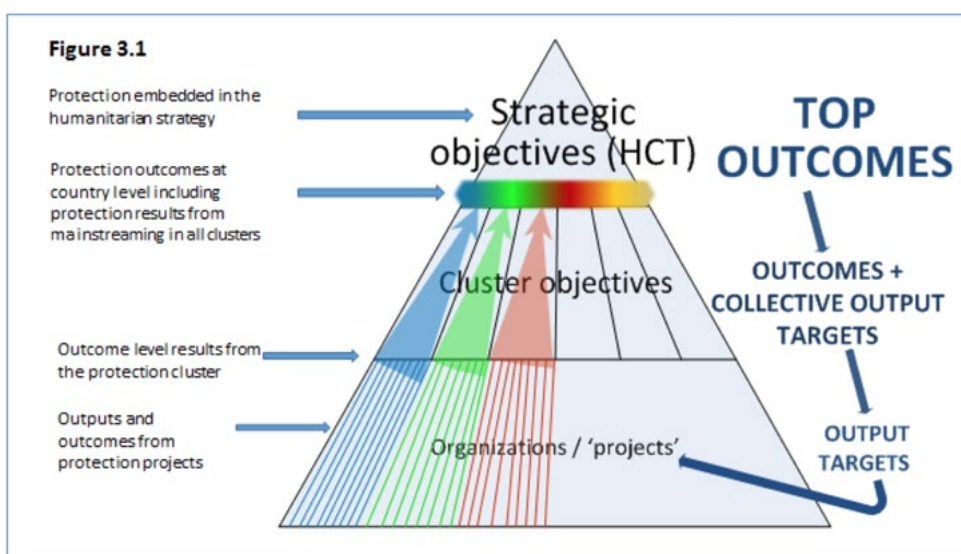 Figure 3.1
Protection embedded in the
humanitarian strategy
Protection outcomes at
country level including
protection results from
mainstreaming in all clusters
Outcome level results from
the protection cluster
Outputs and
outcomes from
protection projects
Strategic
objectives (HCT)
Cluster objectives
Organizations / ‘projects’
TOP
OUTCOMES
OUTCOMES +
COLLECTIVE OUTPUT
TARGETS
OUTPUT
TARGETS